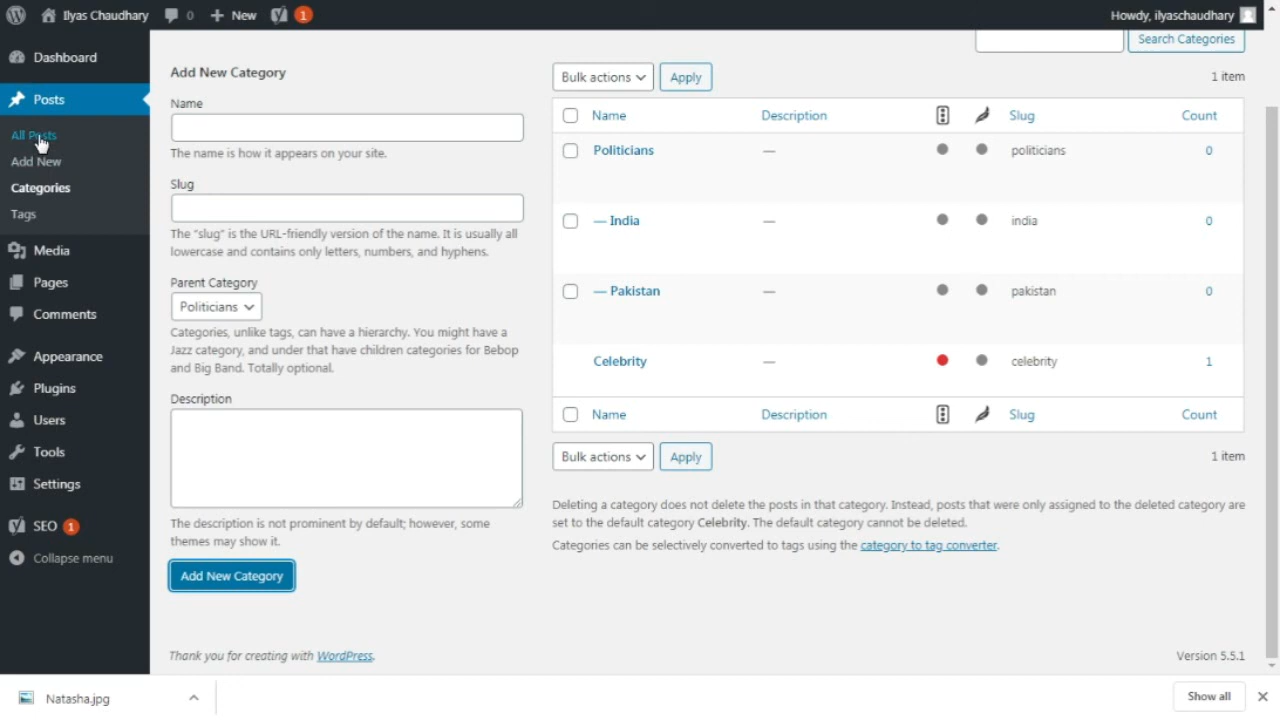 Ilyas Chaudhary 0 New 1 Howdy, ilyaschaudhary
Dashboard
Posts
All Posts
Add New
Categories
Tags
Media
Pages
Comments
Appearance
Plugins
Users
Tools
Settings
SEO 1
Collapse menu
Add New Category
Name
The name is how it appears on your site.
Slug
The "slug" is the URL-friendly version of the name. It is usually all
lowercase and contains only letters, numbers, and hyphens.
Parent Category
Politicians
Categories, unlike tags, can have a hierarchy. You might have a
Jazz category, and under that have children categories for Bebop
and Big Band. Totally optional.
Description
The description is not prominent by default; however, some
themes may show it.
Add New Category
Search Categories
Bulk actions Apply 1 item
Name Description Slug Count
Politicians — politicians 0
— India — india 0
— Pakistan — pakistan 0
Celebrity — celebrity 1
Name Description Slug Count
Bulk actions Apply 1 item
Deleting a category does not delete the posts in that category. Instead, posts that were only assigned to the deleted category are
set to the default category Celebrity. The default category cannot be deleted.
Categories can be selectively converted to tags using the category to tag converter.
Thank you for creating with WordPress. Version 5.5.1
Natasha.jpg Show all